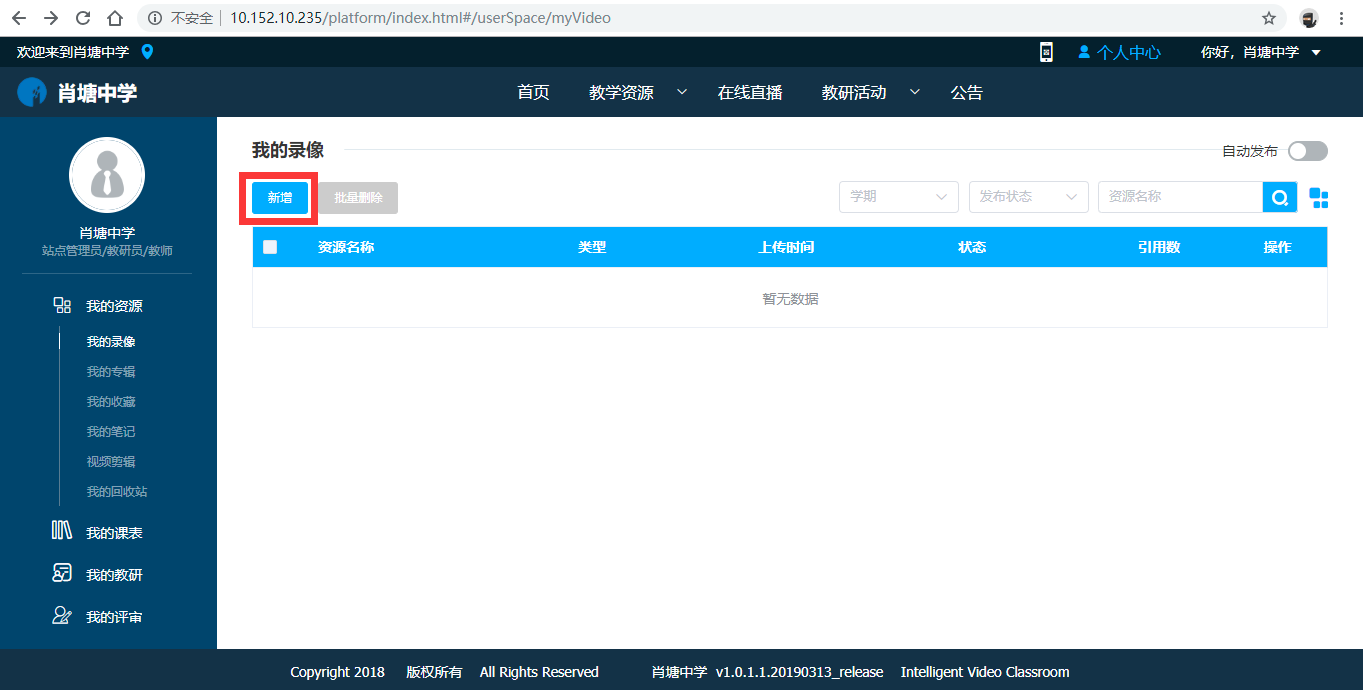 不安全 10.152.10.235/platform/index.html#/userSpace/myVideo
欢迎来到肖塘中学 个人中心 你好，肖塘中学
肖塘中学 首页 教学资源 在线直播 教研活动 公告
肖塘中学
站点管理员/教研员/教师
我的资源
我的录像
我的专辑
我的收藏
我的笔记
视频剪辑
我的回收站
我的课表
我的教研
我的评审
我的录像 自动发布
新增 批量删除 学期 发布状态 资源名称
资源名称 类型 上传时间 状态 引用数 操作
暂无数据
Copyright 2018 版权所有 All Rights Reserved 肖塘中学 v1.0.1.1.20190313_release Intelligent Video Classroom